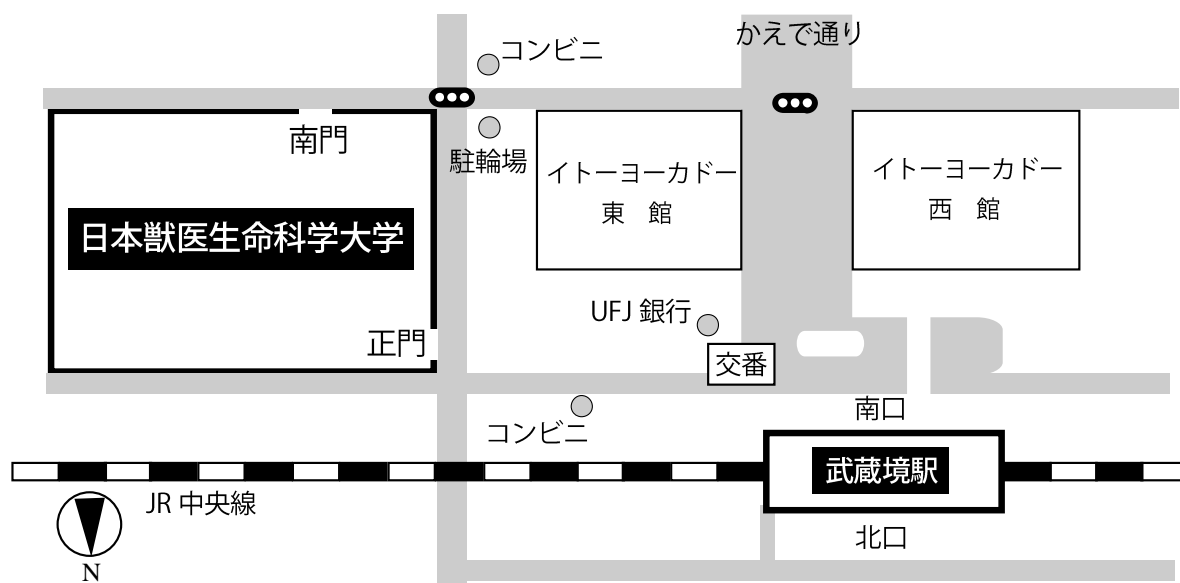 かえで通り
コンビニ
南門
駐輪場
イトーヨーカドー
東 館
イトーヨーカドー
西 館
日本獣医生命科学大学
UFJ 銀行
正門
交番
南口
コンビニ
武蔵境駅
JR 中央線
北口
N